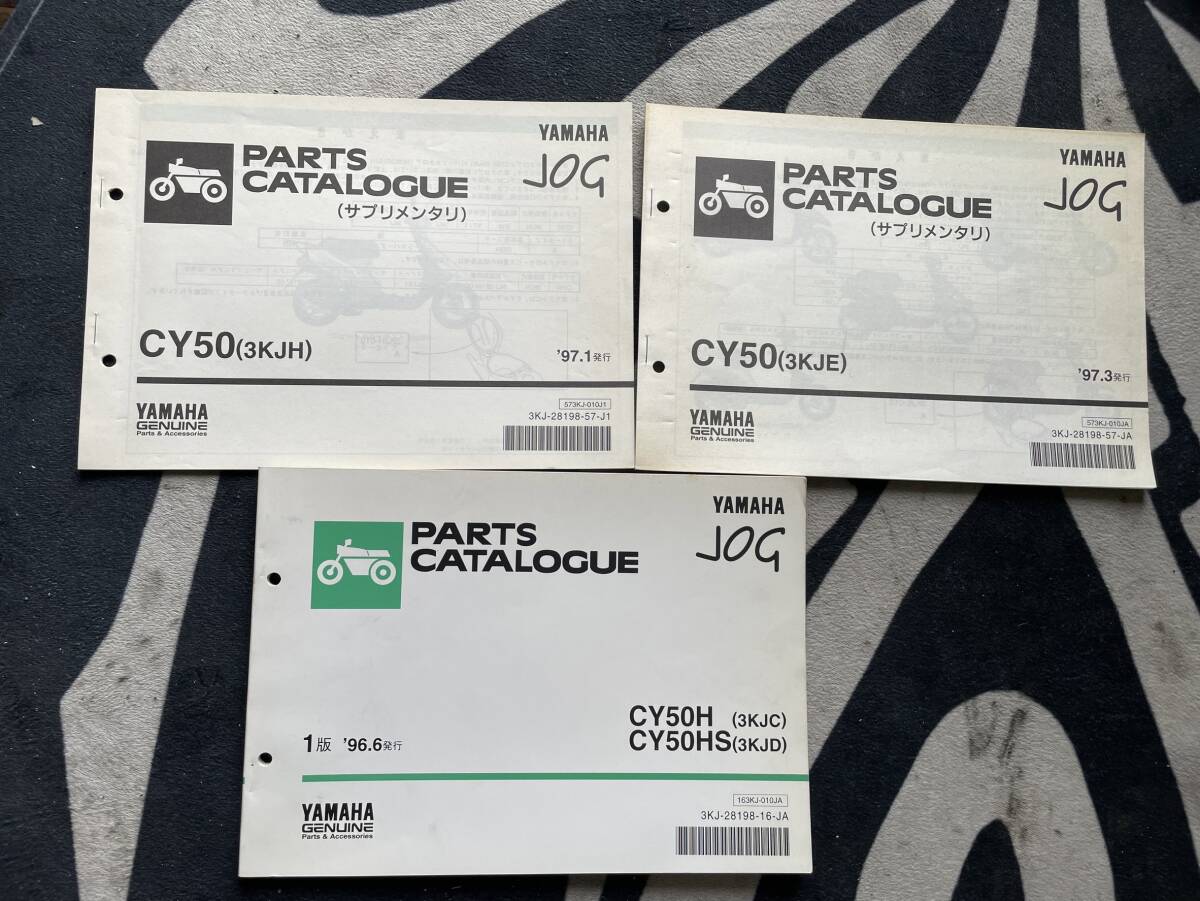 YAMAHA
JOG
PARTS
CATALOGUE
(サプリメンタリ)
CY50(3KJH)
'97.1発行
YAMAHA
GENUINE
Parts & Accessories
573KJ-010J1
3KJ-28198-57-J1
YAMAHA
JOG
PARTS
CATALOGUE
(サプリメンタリ)
CY50(3KJE)
'97.3発行
YAMAHA
GENUINE
Parts & Accessories
573KJ-010JA
3KJ-28198-57-JA
YAMAHA
JOG
PARTS
CATALOGUE
CY50H (3KJC)
CY50HS(3KJD)
1版 '96.6発行
YAMAHA
GENUINE
Parts & Accessories
163KJ-010JA
3KJ-28198-16-JA